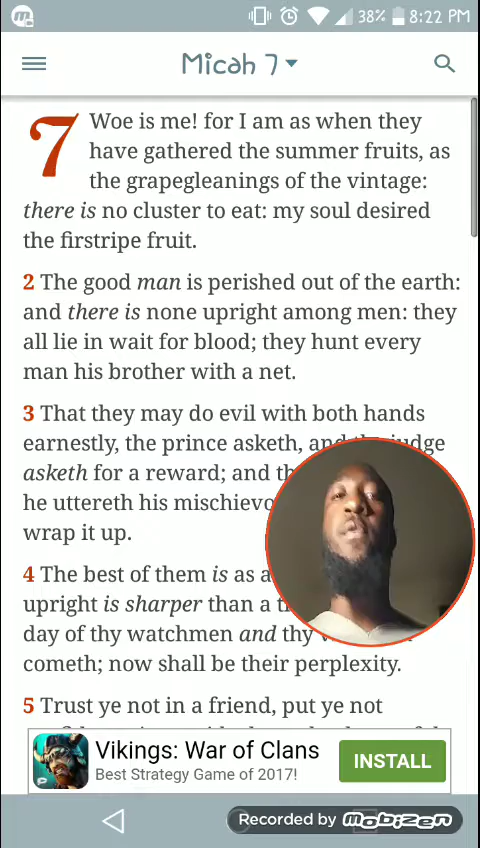 38% 8:22 PM
Micah 7
7 Woe is me! for I am as when they
have gathered the summer fruits, as
the grapegleanings of the vintage:
there is no cluster to eat: my soul desired
the firstripe fruit.
2 The good man is perished out of the earth:
and there is none upright among men: they
all lie in wait for blood; they hunt every
man his brother with a net.
3 That they may do evil with both hands
earnestly, the prince asketh, and the judge
asketh for a reward; and
he uttereth his
wrap it up.
4 The best of them is as a
upright is sharper than a
day of thy watchmen and thy
cometh; now shall be their perplexity.
5 Trust ye not in a friend, put ye not
Vikings: War of Clans
Best Strategy Game of 2017!
INSTALL
Recorded by mobizen